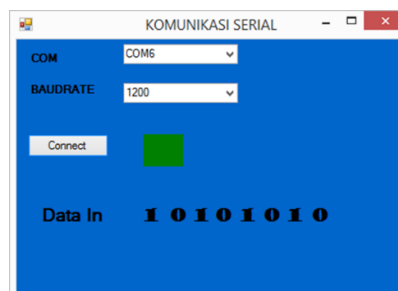 KOMUNIKASI SERIAL
COM COM6
BAUDRATE 1200
Connect
Data In 1 0 1 0 1 0 1 0